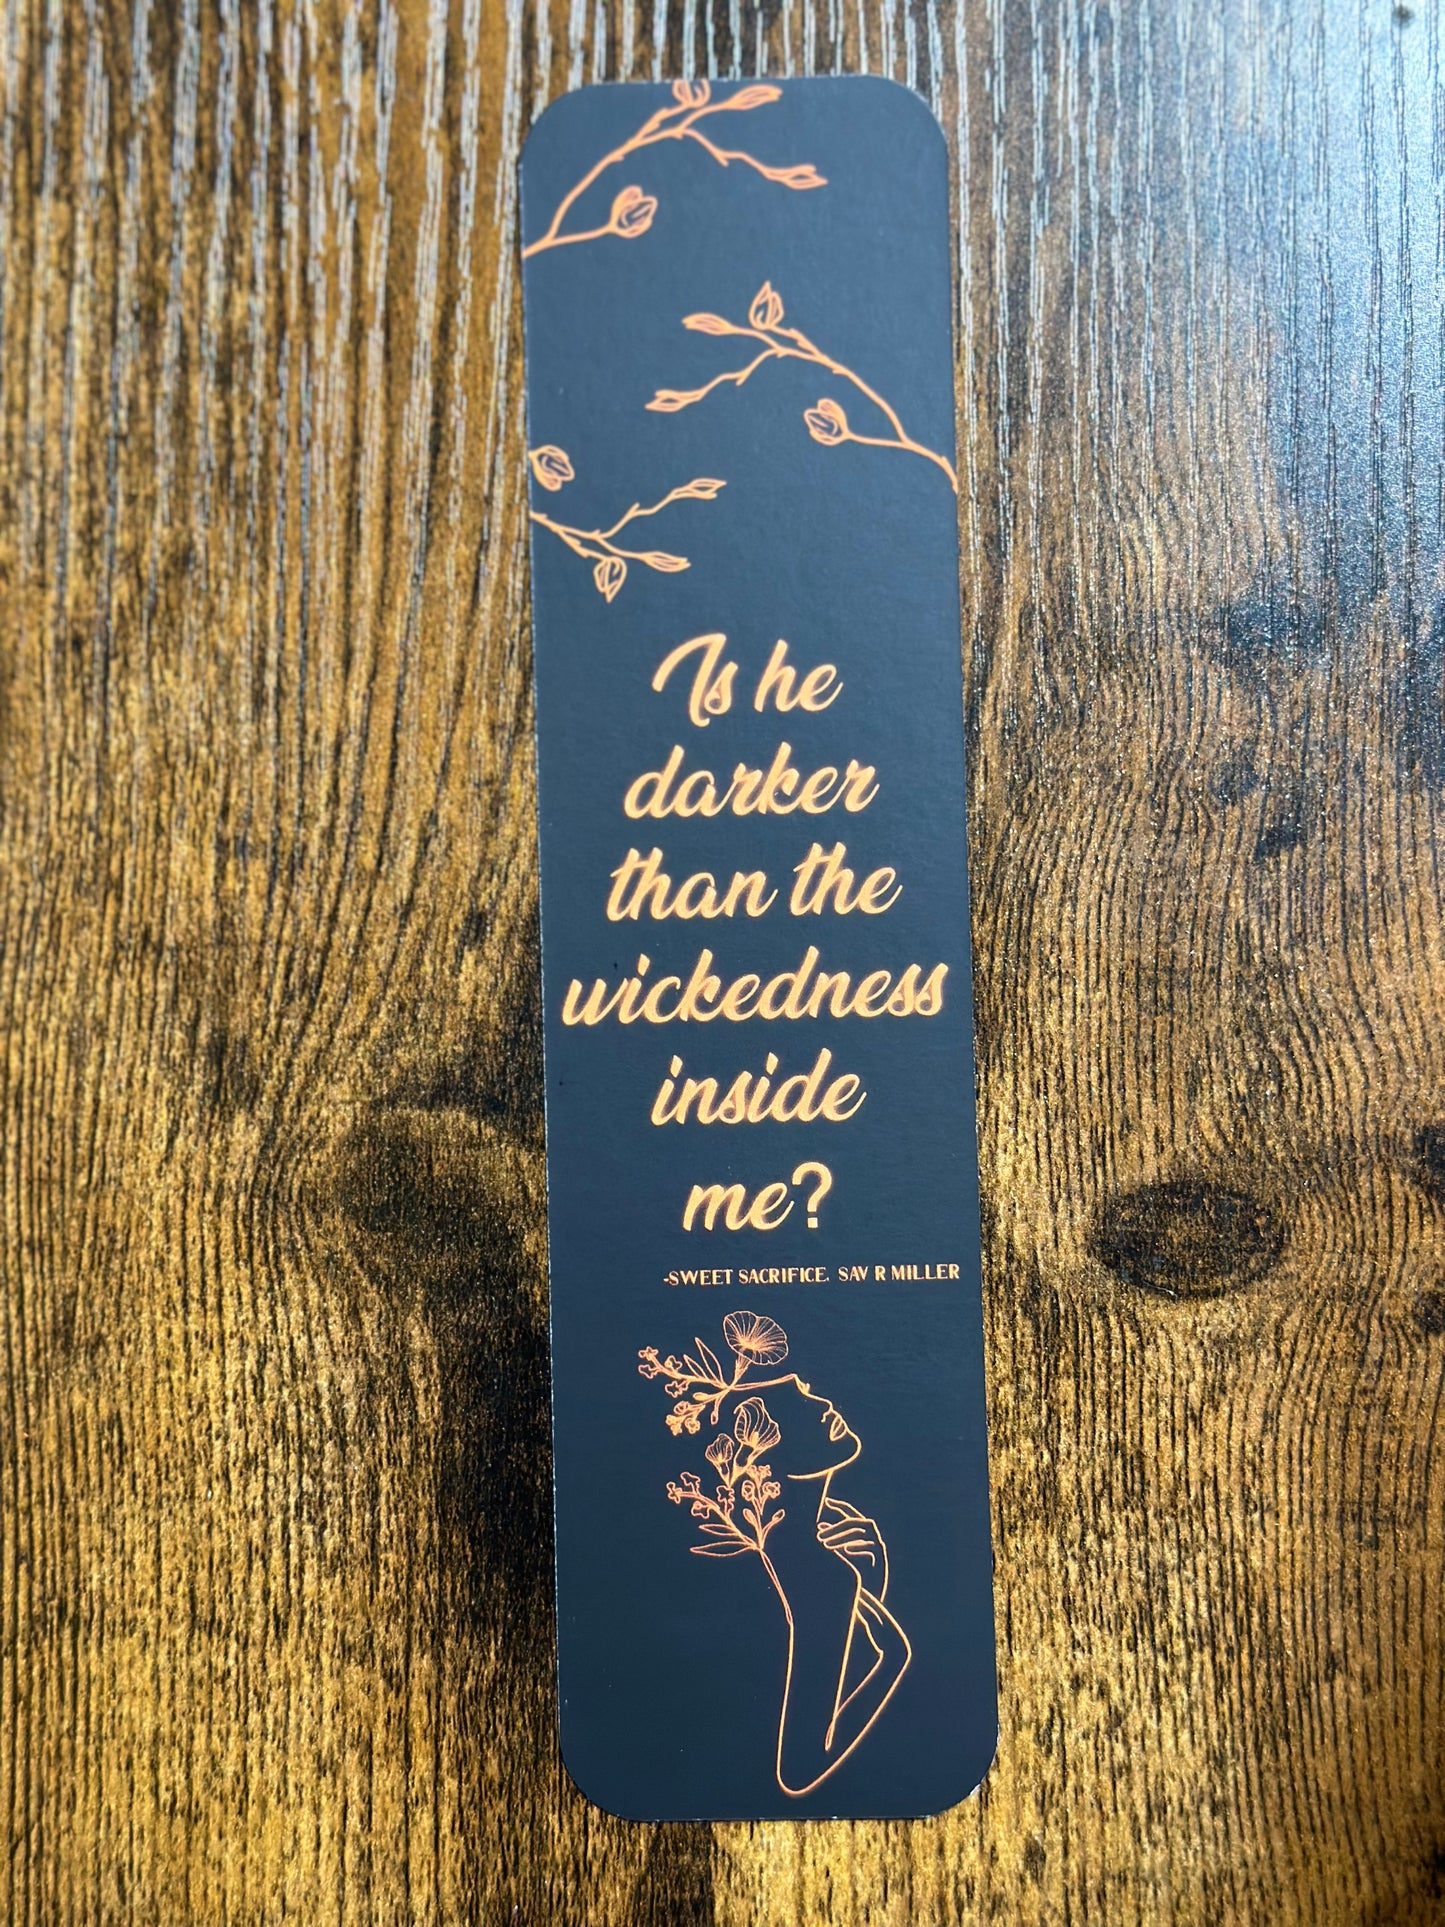 Is he
darker
than the
wickedness
inside
me?
-SWEET SACRIFICE. SAV R MILLER